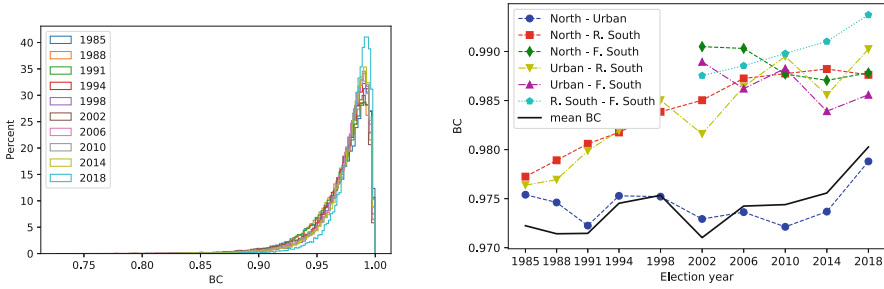 40
35
30
25
20
15
10
5
0
Percent
1985
1988
1991
1994
1998
2002
2006
2010
2014
2018
0.75 0.80 0.85 0.90 0.95 1.00
BC
0.990
0.985
0.980
0.975
0.970
BC
North - Urban
North - R. South
North - F. South
Urban - R. South
Urban - F. South
R. South - F. South
mean BC
1985 1988 1991 1994 1998 2002 2006 2010 2014 2018
Election year